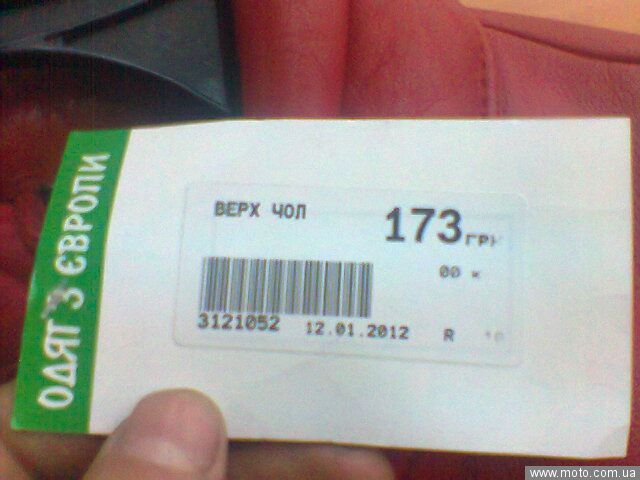 ОДЯГ З ЄВРОПИ
ВЕРХ ЧОЛ
173 грн
00 к
3121052 12.01.2012 R
www.moto.com.ua